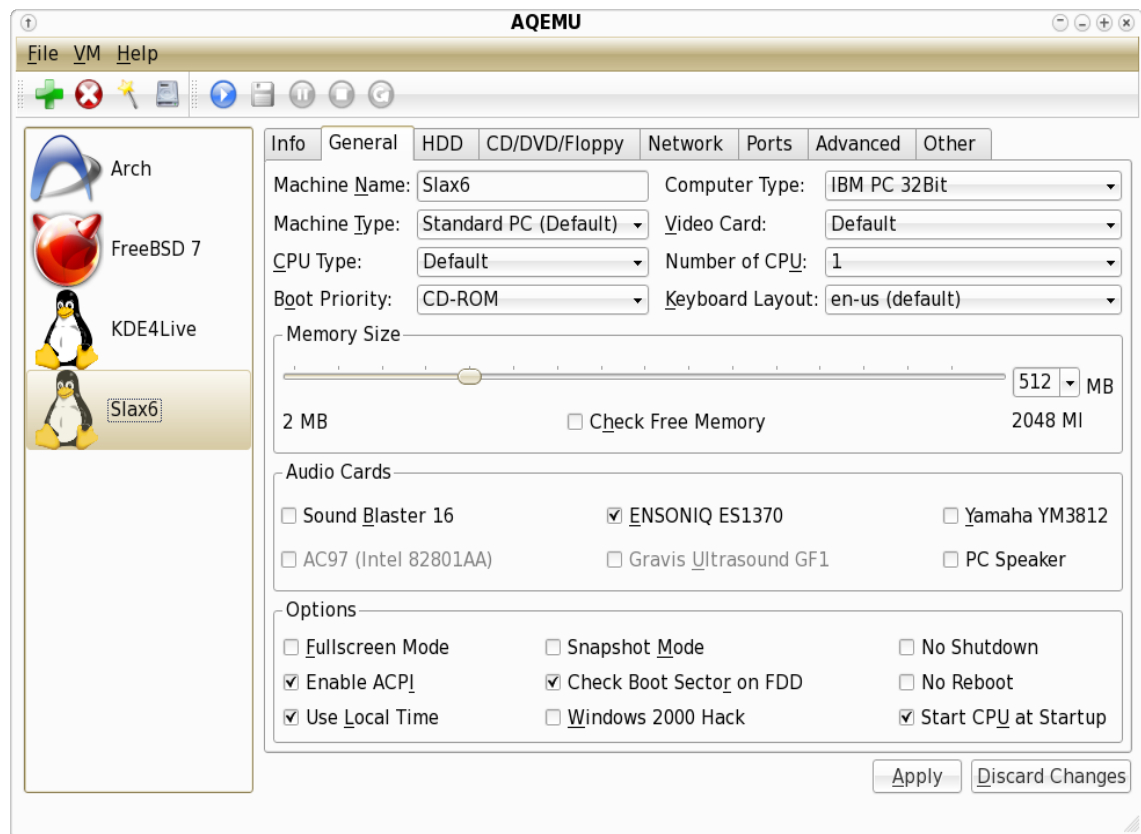 AQEMU
File VM Help
Arch
FreeBSD 7
KDE4Live
Slax6
Info General HDD CD/DVD/Floppy Network Ports Advanced Other
Machine Name: Slax6 Computer Type: IBM PC 32Bit
Machine Type: Standard PC (Default) Video Card: Default
CPU Type: Default Number of CPU: 1
Boot Priority: CD-ROM Keyboard Layout: en-us (default)
Memory Size
512 MB
2 MB Check Free Memory 2048 MI
Audio Cards
Sound Blaster 16 ENSONIQ ES1370 Yamaha YM3812
AC97 (Intel 82801AA) Gravis Ultrasound GF1 PC Speaker
Options
Fullscreen Mode Snapshot Mode No Shutdown
Enable ACPI Check Boot Sector on FDD No Reboot
Use Local Time Windows 2000 Hack Start CPU at Startup
Apply Discard Changes